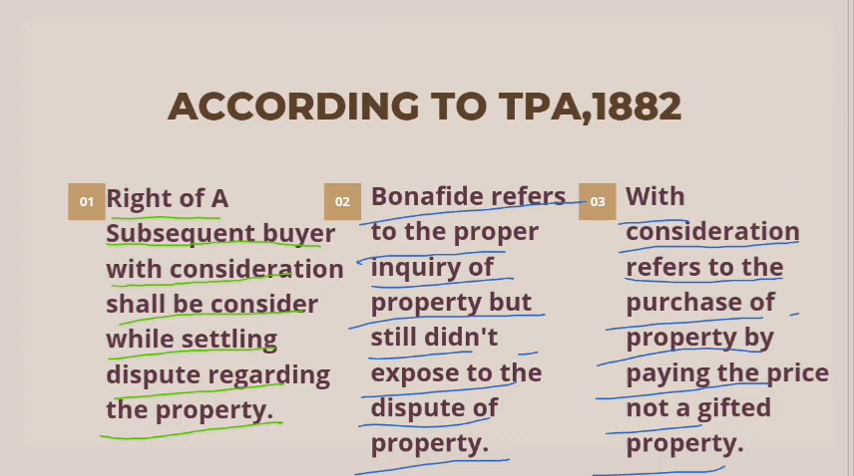 ACCORDING TO TPA,1882
01
Right of A
Subsequent buyer
with consideration
shall be consider
while settling
dispute regarding
the property.
02
Bonafide refers
to the proper
inquiry of
property but
still didn't
expose to the
dispute of
property.
03
With
consideration
refers to the
purchase of
property by
paying the price
not a gifted
property.